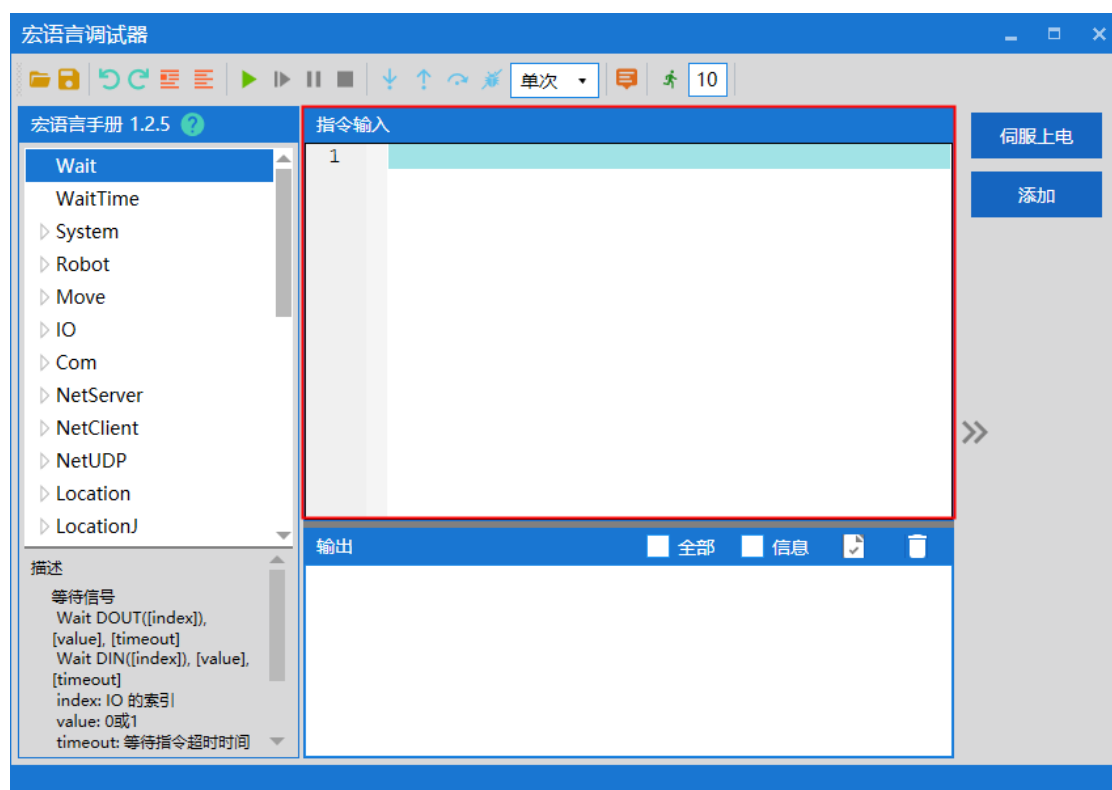 宏语言调试器
单次 10
宏语言手册 1.2.5 ?
指令输入
伺服上电
添加
1
Wait
WaitTime
System
Robot
Move
IO
Com
NetServer
NetClient
NetUDP
Location
LocationJ
描述
等待信号
Wait DOUT([index]),
[value], [timeout]
Wait DIN([index]), [value],
[timeout]
index: IO 的索引
value: 0或1
timeout: 等待指令超时时间
输出 全部 信息